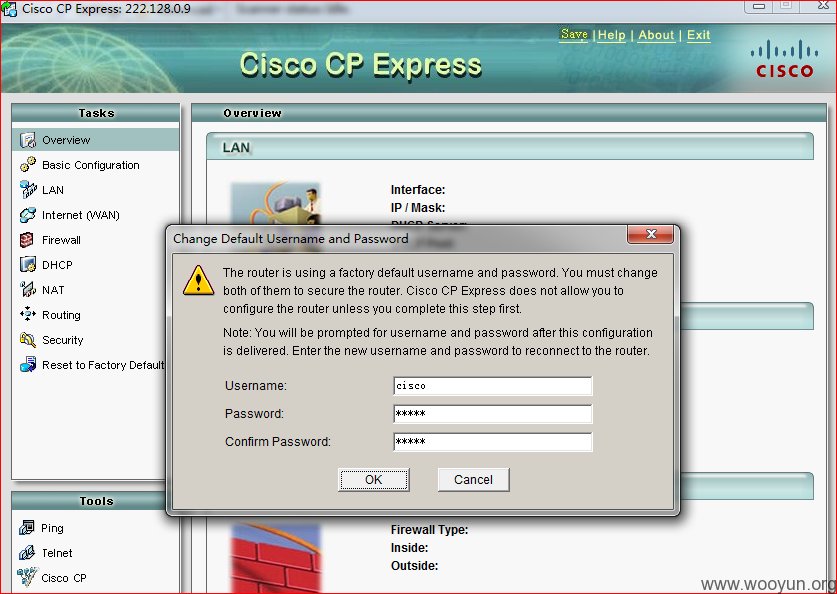 Cisco CP Express: 222.128.0.9
Save | Help | About | Exit
Cisco CP Express
CISCO
Tasks
Overview
Basic Configuration
LAN
Internet (WAN)
Firewall
DHCP
NAT
Routing
Security
Reset to Factory Default
Tools
Ping
Telnet
Cisco CP
Overview
LAN
Interface:
IP / Mask:
DHCP Server:
Change Default Username and Password
The router is using a factory default username and password. You must change
both of them to secure the router. Cisco CP Express does not allow you to
configure the router unless you complete this step first.
Note: You will be prompted for username and password after this configuration
is delivered. Enter the new username and password to reconnect to the router.
Username:
cisco
Password:
*****
Confirm Password:
*****
OK
Cancel
Firewall Type:
Inside:
Outside:
www.wooyun.org